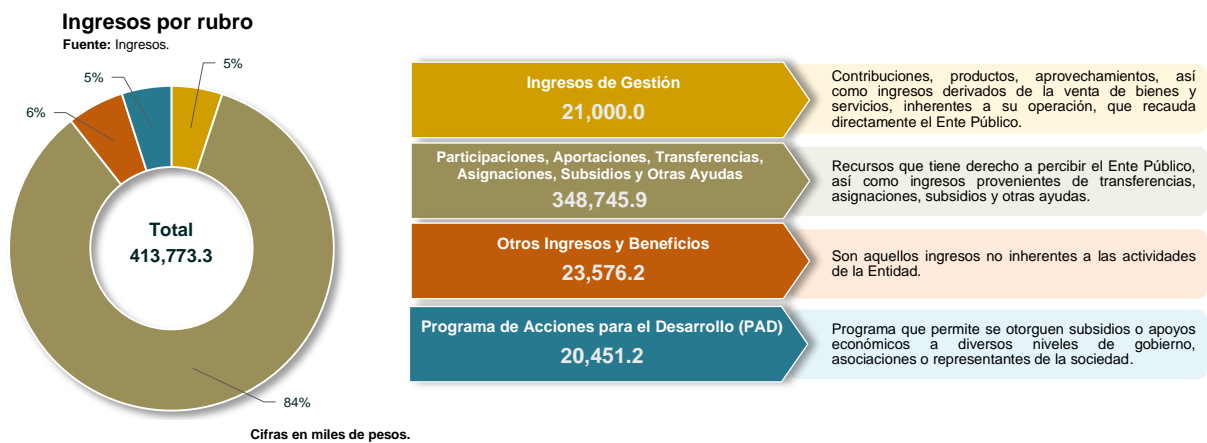 Ingresos por rubro
Fuente: Ingresos.
5%
5%
6%
84%
Total
413,773.3
Cifras en miles de pesos.
Ingresos de Gestión
21,000.0
Contribuciones, productos, aprovechamientos, así
como ingresos derivados de la venta de bienes y
servicios, inherentes a su operación, que recauda
directamente el Ente Público.
Participaciones, Aportaciones, Transferencias,
Asignaciones, Subsidios y Otras Ayudas
348,745.9
Recursos que tiene derecho a percibir el Ente Público,
así como ingresos provenientes de transferencias,
asignaciones, subsidios y otras ayudas.
Otros Ingresos y Beneficios
23,576.2
Son aquellos ingresos no inherentes a las actividades
de la Entidad.
Programa de Acciones para el Desarrollo (PAD)
20,451.2
Programa que permite se otorguen subsidios o apoyos
económicos a diversos niveles de gobierno,
asociaciones o representantes de la sociedad.